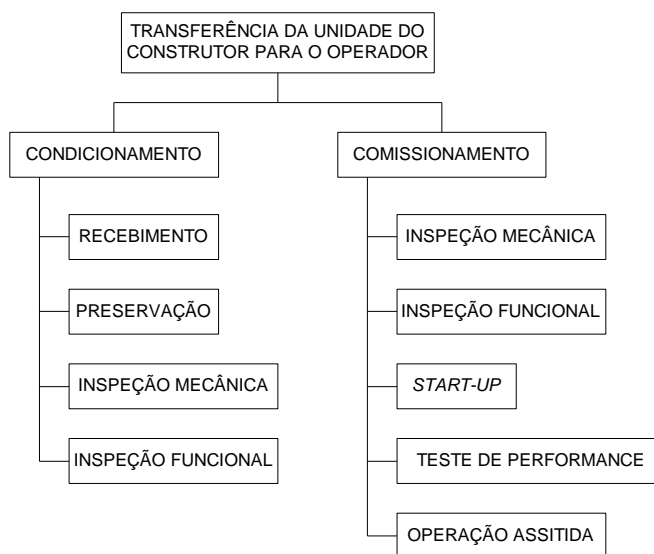 TRANSFERÊNCIA DA UNIDADE DO
CONSTRUTOR PARA O OPERADOR
CONDICIONAMENTO
RECEBIMENTO
PRESERVAÇÃO
INSPEÇÃO MECÂNICA
INSPEÇÃO FUNCIONAL
COMISSIONAMENTO
INSPEÇÃO MECÂNICA
INSPEÇÃO FUNCIONAL
START-UP
TESTE DE PERFORMANCE
OPERAÇÃO ASSITIDA